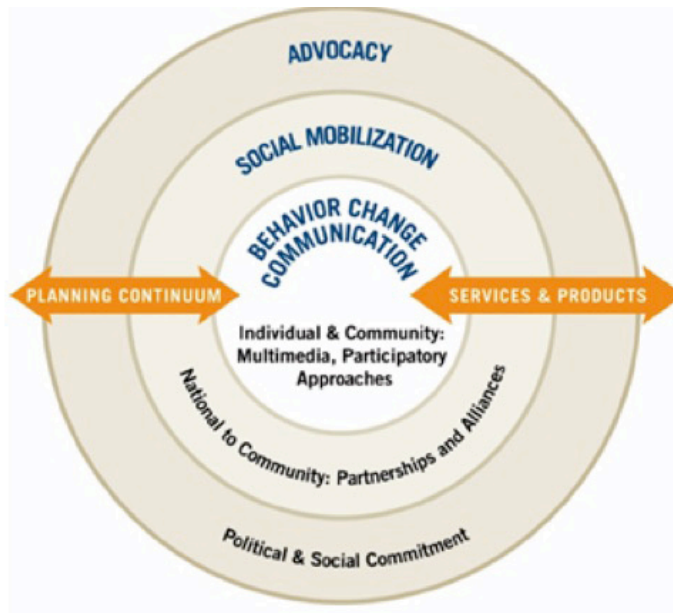 ADVOCACY
SOCIAL MOBILIZATION
BEHAVIOR CHANGE
COMMUNICATION
PLANNING CONTINUUM
SERVICES & PRODUCTS
Individual & Community:
Multimedia, Participatory
Approaches
National to Community: Partnerships and Alliances
Political & Social Commitment